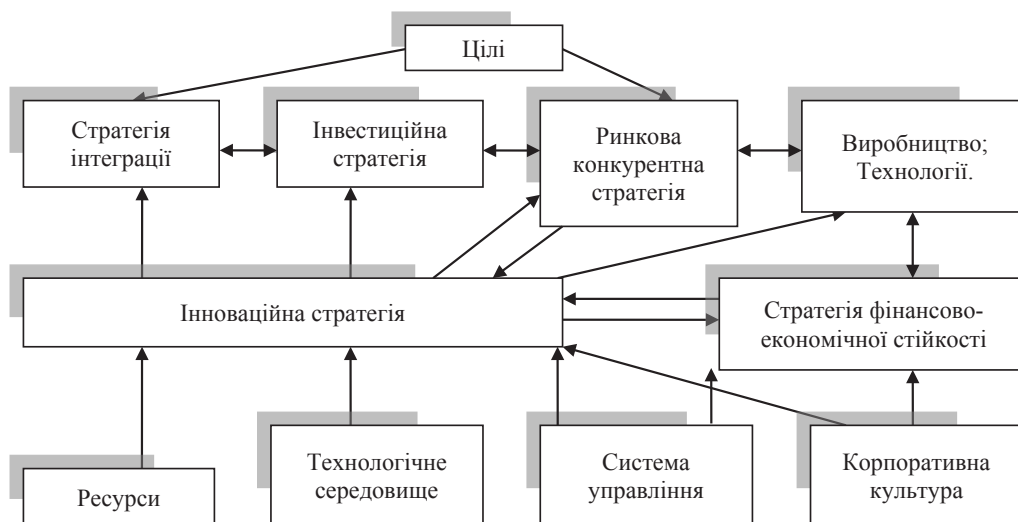 Цілі
Стратегія
інтеграції
Інвестиційна
стратегія
Ринкова
конкурентна
стратегія
Виробництво;
Технології.
Інноваційна стратегія
Стратегія фінансово-
економічної стійкості
Ресурси
Технологічне
середовище
Система
управління
Корпоративна
культура